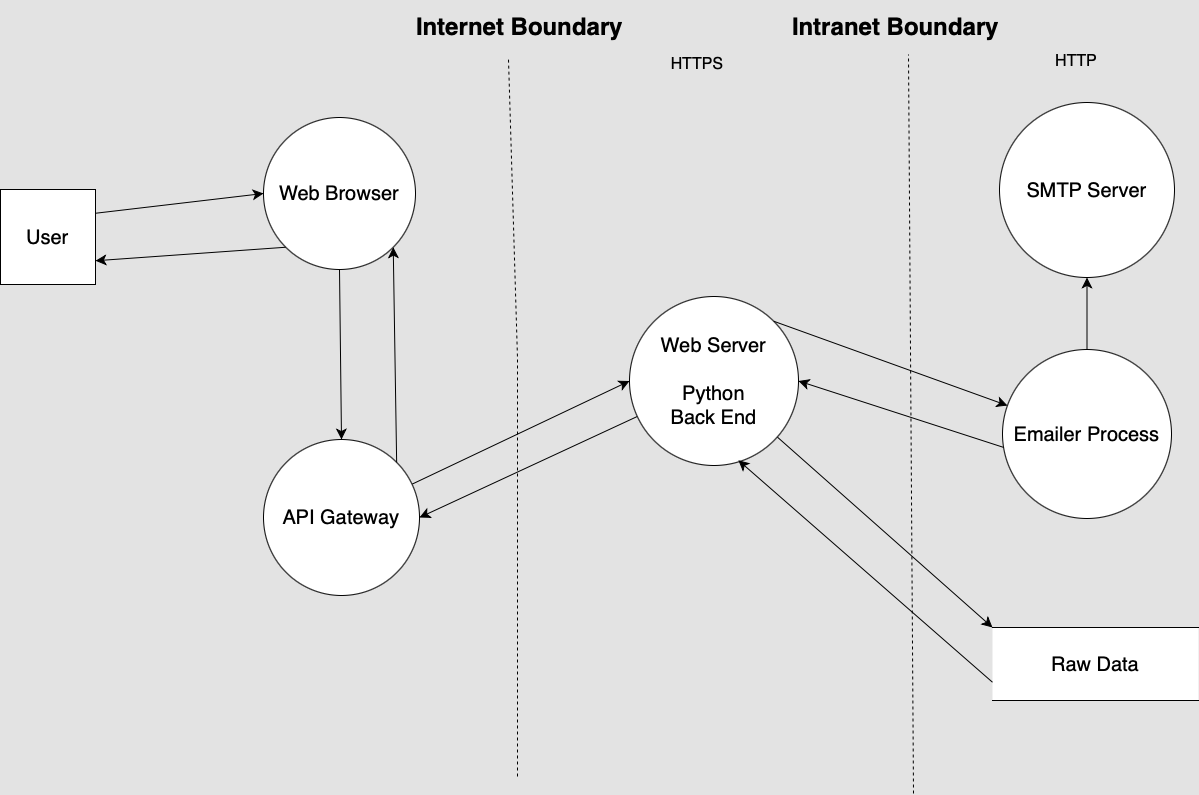 Internet Boundary
Intranet Boundary
HTTPS
HTTP
Web Browser
SMTP Server
User
Web Server
Python
Back End
Emailer Process
API Gateway
Raw Data